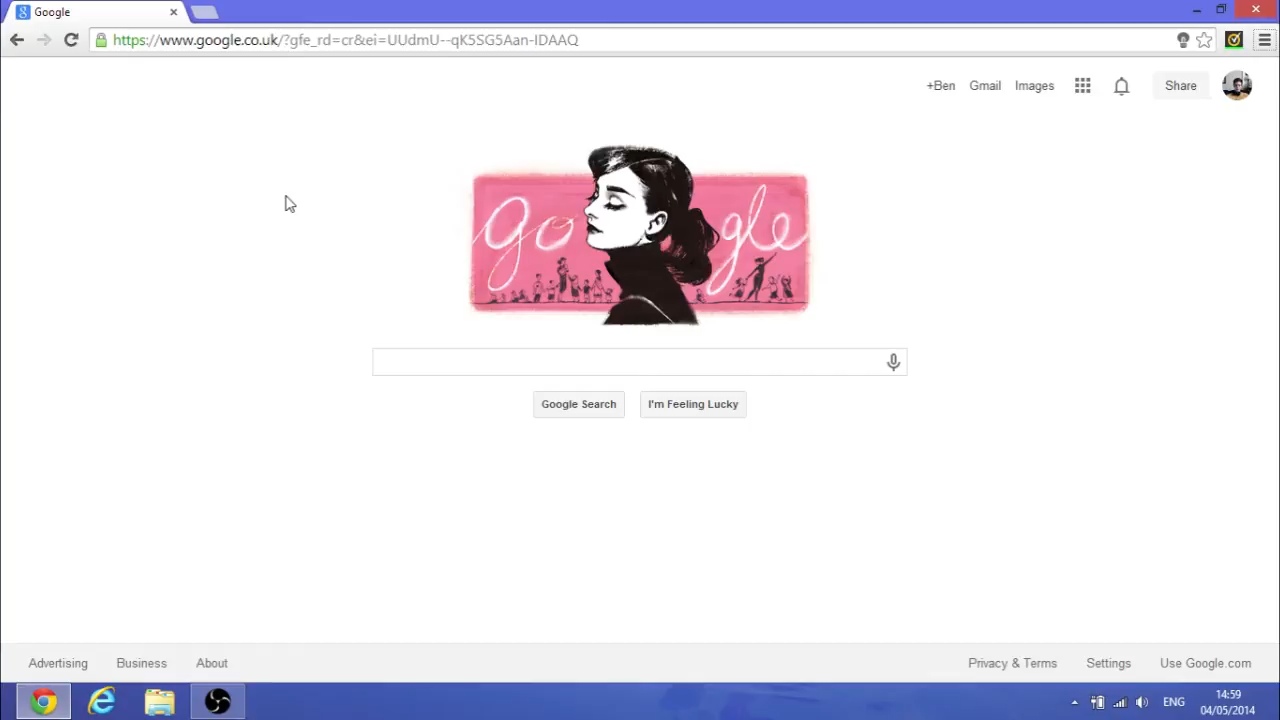 Google
https://www.google.co.uk/?gfe_rd=cr&ei=UUdmU--qK5SG5Aan-IDAAQ
+Ben Gmail Images Share
Google
Google Search I'm Feeling Lucky
Advertising Business About Privacy & Terms Settings Use Google.com
ENG 14:59
04/05/2014